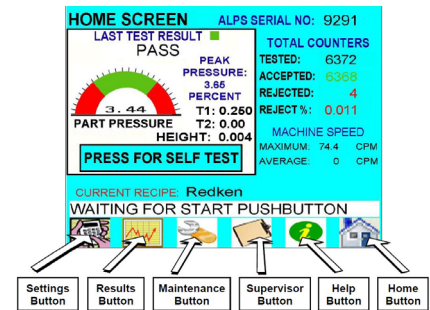 HOME SCREEN ALPS SERIAL NO: 9291
LAST TEST RESULT
PASS
PEAK
PRESSURE:
3.65
PERCENT
3.44
T1: 0.250
PART PRESSURE T2: 0.00
HEIGHT: 0.004
PRESS FOR SELF TEST
TOTAL COUNTERS
TESTED: 6372
ACCEPTED: 6368
REJECTED: 4
REJECT %: 0.011
MACHINE SPEED
MAXIMUM: 74.4 CPM
AVERAGE: 0 CPM
CURRENT RECIPE: Redken
WAITING FOR START PUSHBUTTON
Settings
Button
Results
Button
Maintenance
Button
Supervisor
Button
Help
Button
Home
Button